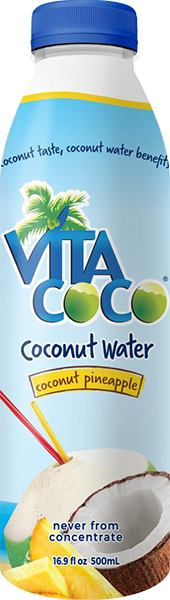 coconut taste, coconut water benefits
VITA
COCO®
Coconut Water
coconut pineapple
never from
concentrate
16.9 fl oz 500mL